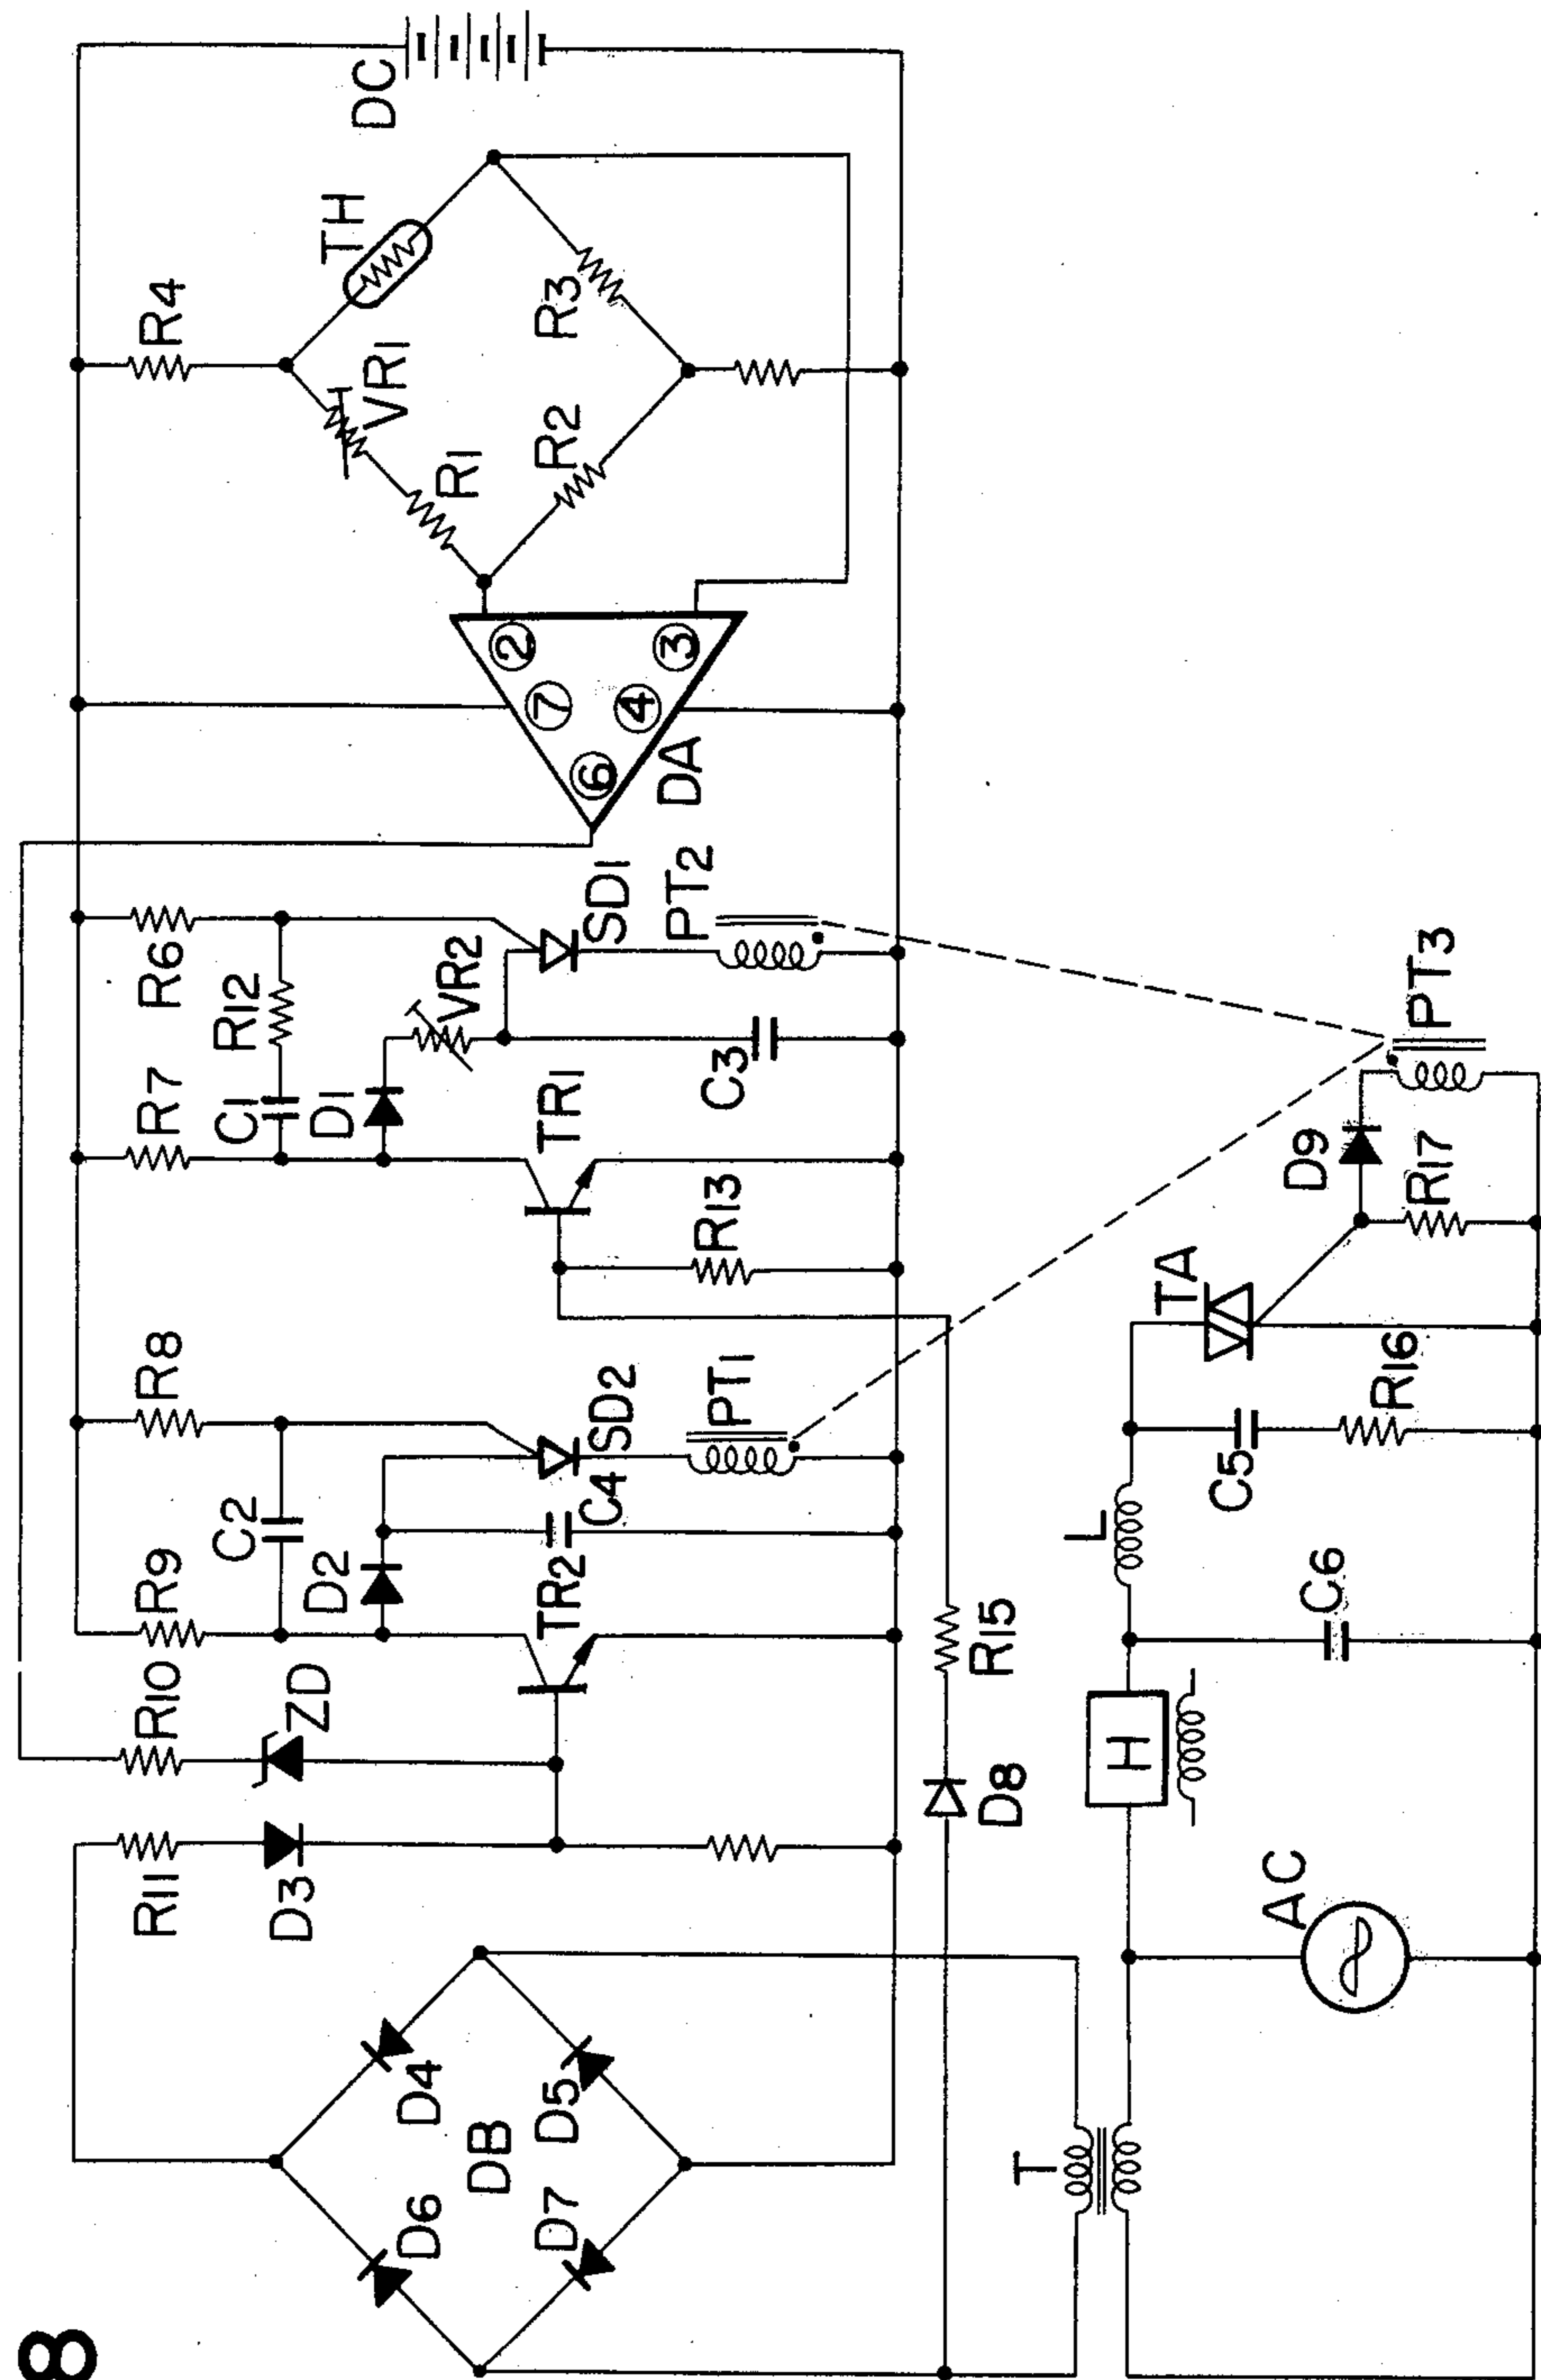 8
DC
TH
R4
VR1
R3
R1
R2
2
3
7
4
6
DA
R6
R12
R7
C1
D1
VR2
SD1
PT2
C3
TR1
R13
R8
C2
R9
D2
SD2
C4
PT1
TR2
R10
ZD
R11
D3
R15
D8
D4
D5
DB
D6
D7
T
PT3
D9
R17
TA
R16
C5
L
C6
H
AC